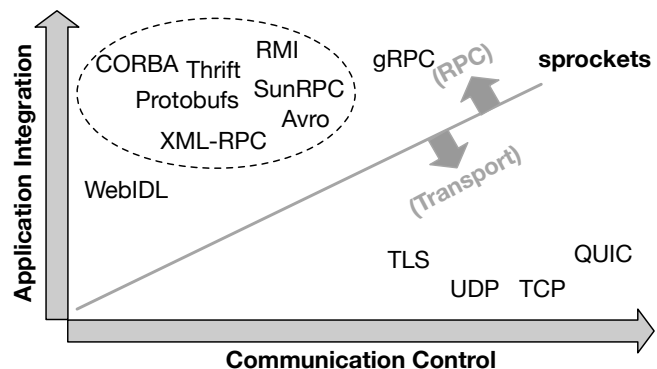 RMI
gRPC
(RPC)
sprockets
CORBA
Thrift
Protobufs
SunRPC
Avro
XML-RPC
WebIDL
(Transport)
TLS
QUIC
UDP
TCP
Application Integration
Communication Control